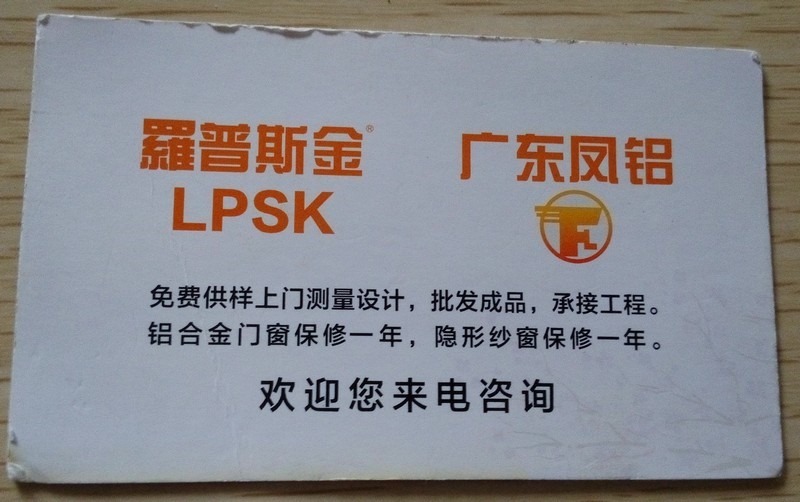 羅普斯金®
LPSK
广东凤铝
FL
免费供样上门测量设计，批发成品，承接工程。
铝合金门窗保修一年，隐形纱窗保修一年。
欢迎您来电咨询